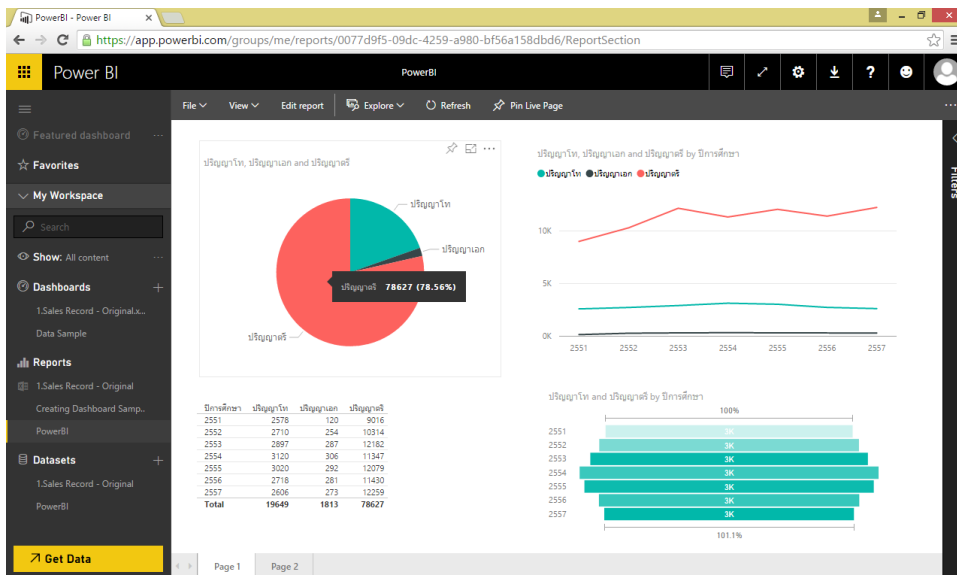 PowerBI - Power BI
https://app.powerbi.com/groups/me/reports/0077d9f5-09dc-4259-a980-bf56a158dbd6/ReportSection
Power BI
PowerBI
?
File View Edit report Explore Refresh Pin Live Page
Featured dashboard
Favorites
My Workspace
Search
Show: All content
Dashboards
1.Sales Record - Original.x...
Data Sample
Reports
1.Sales Record - Original
Creating Dashboard Samp..
PowerBI
Datasets
1.Sales Record - Original
PowerBI
Get Data
ปริญญาโท, ปริญญาเอก and ปริญญาตรี
ปริญญาโท
ปริญญาเอก
ปริญญาตรี 78627 (78.56%)
ปริญญาตรี
ปริญญาโท, ปริญญาเอก and ปริญญาตรี by ปีการศึกษา
ปริญญาโท ปริญญาเอก ปริญญาตรี
10K
5K
0K
2551 2552 2553 2554 2555 2556 2557
Filters
ปีการศึกษา ปริญญาโท ปริญญาเอก ปริญญาตรี
2551 2578 120 9016
2552 2710 254 10314
2553 2897 287 12182
2554 3120 306 11347
2555 3020 292 12079
2556 2718 281 11430
2557 2606 273 12259
Total 19649 1813 78627
ปริญญาโท and ปริญญาตรี by ปีการศึกษา
100%
2551 3K
2552 3K
2553 3K
2554 3K
2555 3K
2556 3K
2557 3K
101.1%
Page 1 Page 2